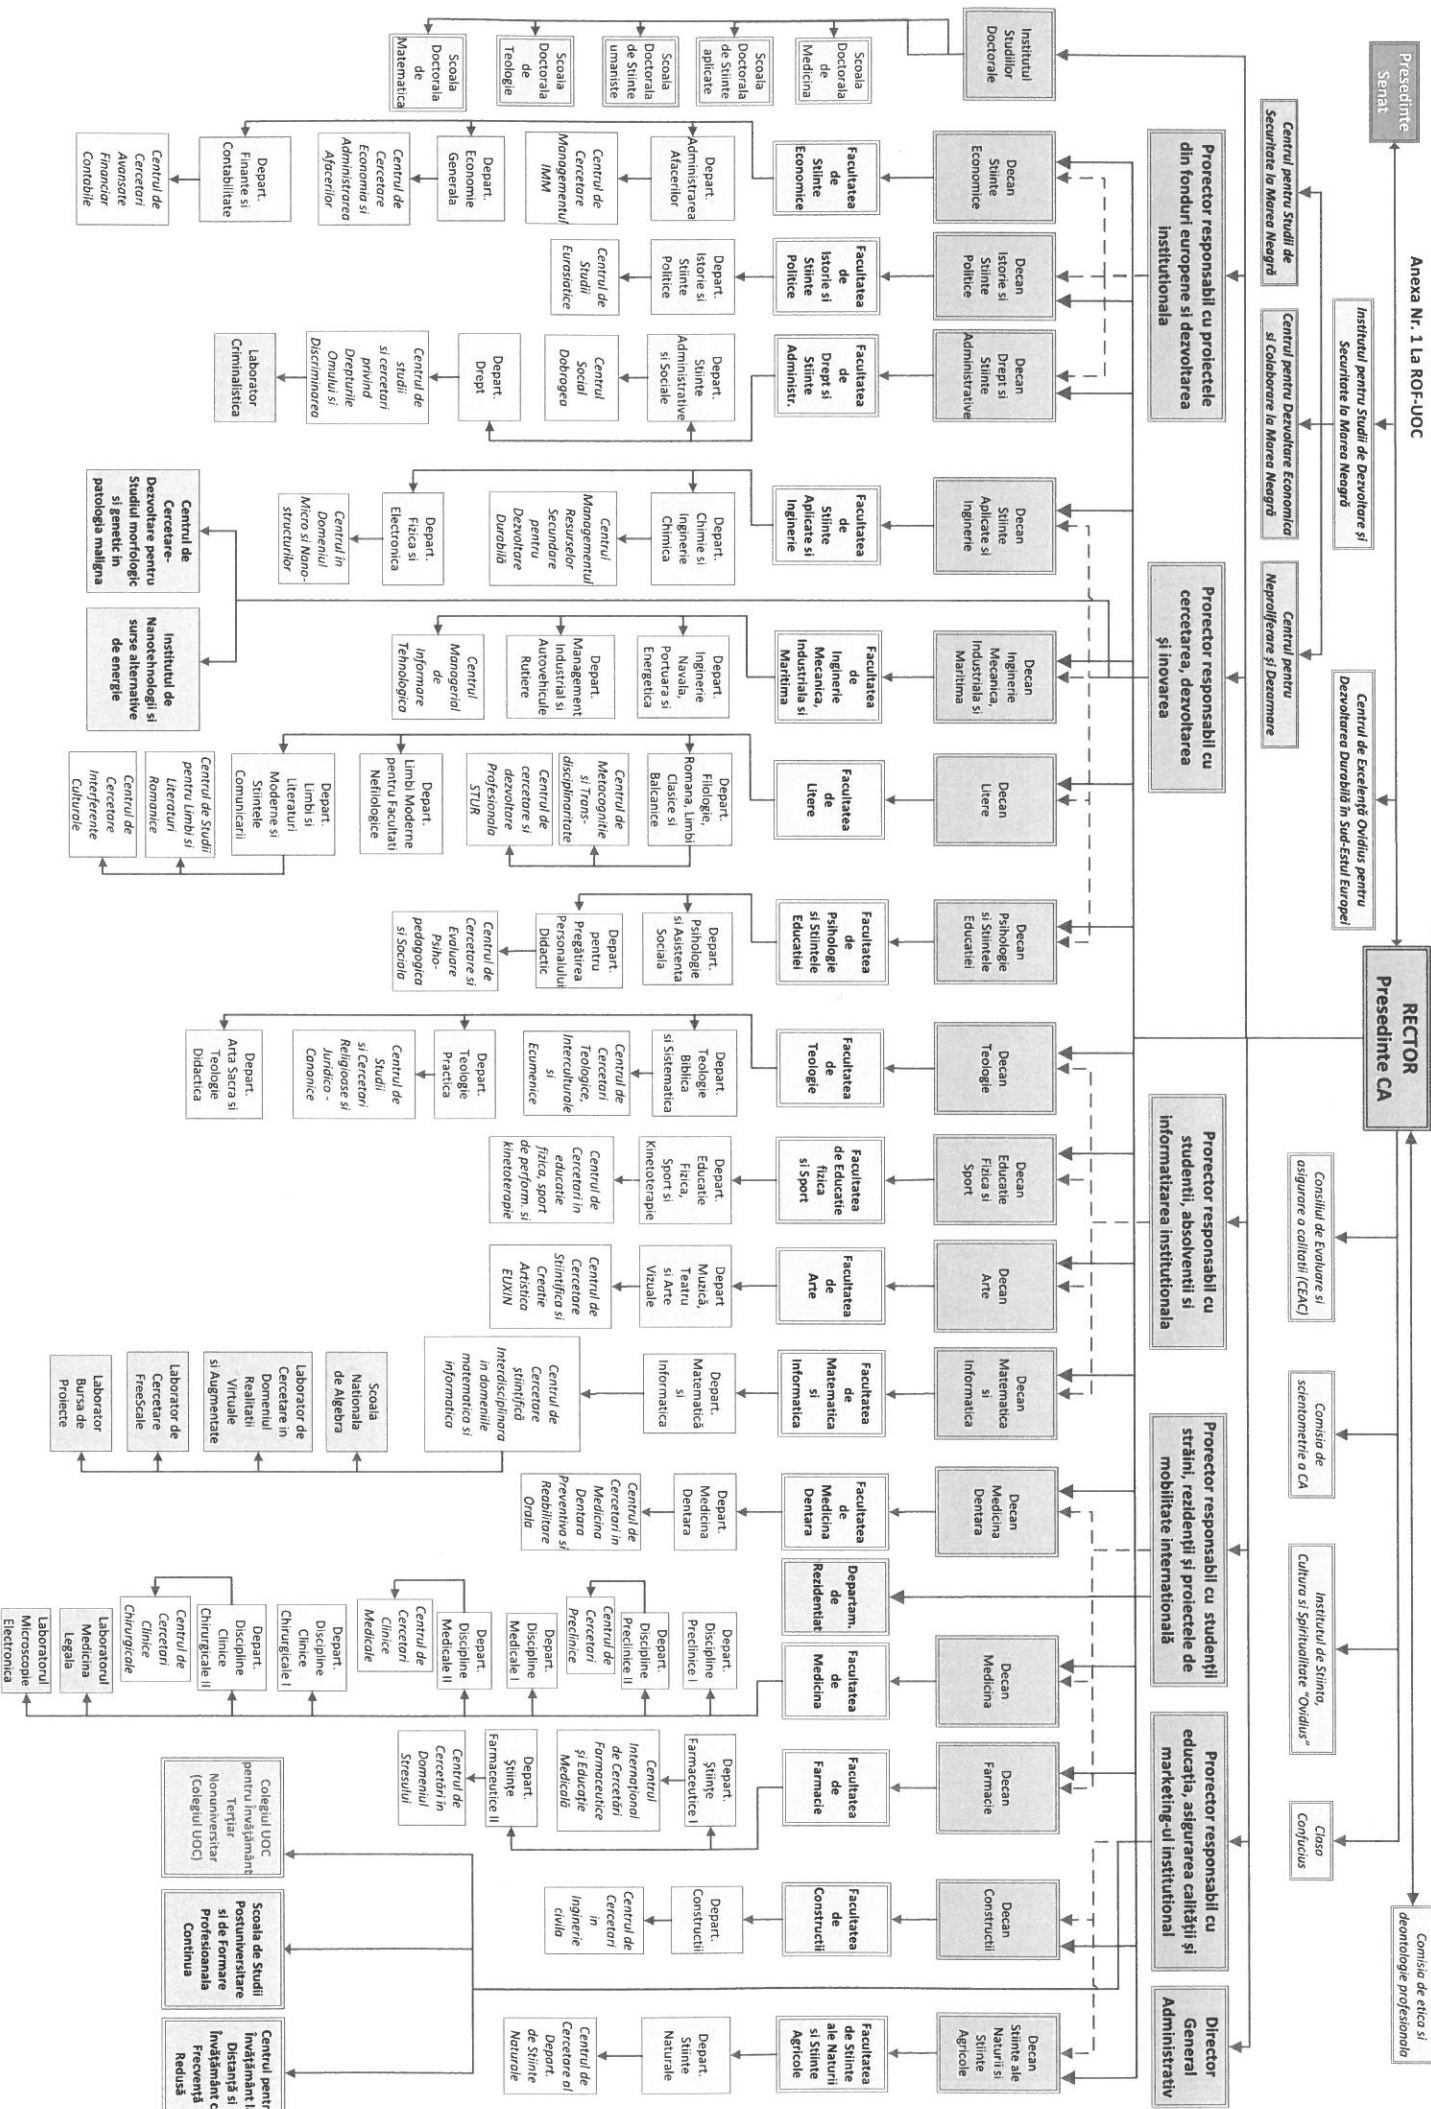 Anexa Nr. 1 La ROF-UOC
Presedinte
Senat
RECTOR
Presedinte CA
Comisia de etica si
deontologie profesionala
Institutul pentru Studii de Dezvoltare și
Securitate la Marea Neagră
Centrul de Excelență Ovidius pentru
Dezvoltarea Durabilă în Sud-Estul Europei
Centrul pentru Studii de
Securitate la Marea Neagră
Centrul pentru Dezvoltare Economica
si Colaborare la Marea Neagră
Centrul pentru
Neproliferare și Dezarmare
Consiliul de Evaluare si
asigurare a calitatii (CEAC)
Comisia de
scientometrie a CA
Institutul de Stiinta,
Cultura si Spiritualitate "Ovidius"
Clasa
Confucius
Prorector responsabil cu proiectele
din fonduri europene si dezvoltarea
institutionala
Prorector responsabil cu
cercetarea, dezvoltarea
și inovarea
Prorector responsabil cu
studentii, absolventii si
informatizarea institutionala
Prorector responsabil cu studenții
străini, rezidenții și proiectele de
mobilitate internatională
Prorector responsabil cu
educația, asigurarea calității și
marketing-ul institutional
Director
General
Administrativ
Institutul
Studiilor
Doctorale
Decan
Stiinte
Economice
Decan
Istorie si
Stiinte
Politice
Decan
Drept si
Stiinte
Administrative
Decan
Stiinte
Aplicate si
Inginerie
Decan
Inginerie
Mecanica,
Industriala si
Maritima
Decan
Litere
Decan
Psihologie
si Stiintele
Educatiei
Decan
Teologie
Decan
Educatie
Fizica si
Sport
Decan
Arte
Decan
Matematica
si
Informatica
Decan
Medicina
Dentara
Decan
Medicina
Decan
Farmacie
Decan
Constructii
Decan
Stiinte ale
Naturii si
Stiinte
Agricole
Facultatea
de
Stiinte
Economice
Facultatea
de
Istorie si
Stiinte
Politice
Facultatea
de
Drept si
Stiinte
Administr.
Facultatea
de
Stiinte
Aplicate si
Inginerie
Facultatea
de
Inginerie
Mecanica,
Industriala si
Maritima
Facultatea
de
Litere
Facultatea
de
Psihologie
si Stiintele
Educatiei
Facultatea
de
Teologie
Facultatea
de Educatie
fizica
si Sport
Facultatea
de
Arte
Facultatea
de
Matematica
si
Informatica
Facultatea
de
Medicina
Dentara
Departam.
de
Rezidentiat
Facultatea
de
Medicina
Facultatea
de
Farmacie
Facultatea
de
Constructii
Facultatea
de Stiinte
ale Naturii
si Stiinte
Agricole
Scoala
Doctorala
de
Medicina
Scoala
Doctorala
de Stiinte
aplicate
Scoala
Doctorala
de Stiinte
umaniste
Scoala
Doctorala
de
Teologie
Scoala
Doctorala
de
Matematica
Depart.
Administrarea
Afacerilor
Centrul de
Cercetare
Managementul
IMM
Depart.
Economie
Generala
Centrul de
Cercetare
Economia si
Administrarea
Afacerilor
Depart.
Finante si
Contabilitate
Centrul de
Cercetari
Avansate
Financiar
Contabile
Depart.
Istorie si
Stiinte
Politice
Centrul de
Studii
Eurasiatice
Depart.
Stiinte
Administrative
si Sociale
Centrul
Social
Dobrogea
Depart.
Drept
Centrul de
studii
si cercetari
privind
Drepturile
Omului si
Discriminarea
Laborator
Criminalistica
Depart.
Chimie si
Inginerie
Chimica
Centrul
Managementul
Resurselor
Secundare
pentru
Dezvoltare
Durabilă
Depart.
Fizica si
Electronica
Centrul in
Domeniul
Micro si Nano-
structurilor
Centrul de
Cercetare-
Dezvoltare pentru
Studiul morfologic
si genetic in
patologia maligna
Institutul de
Nanotehnologii si
surse alternative
de energie
Depart.
Inginerie
Navala,
Portuara si
Energetica
Depart.
Management
Industrial si
Autovehicule
Rutiere
Centrul
Managerial
de
Informare
Tehnologica
Depart.
Filologie,
Romana, Limbi
Clasice si
Balcanice
Centrul de
Metacognitie
si Trans-
disciplinaritate
Centrul de
cercetare si
dezvoltare
Profesionala
STUR
Depart.
Limbi Moderne
pentru Facultati
Nefilologice
Depart.
Limbi si
Literaturi
Moderne si
Stiintele
Comunicarii
Centrul de Studii
pentru Limbi si
Literaturi
Romanice
Centrul de
Cercetare
Interferente
Culturale
Depart.
Psihologie
si Asistenta
Sociala
Depart.
pentru
Pregătirea
Personalului
Didactic
Centrul de
Cercetare si
Evaluare
Psiho-
pedagogica
si Sociala
Depart.
Teologie
Biblica
si Sistematica
Centrul de
Cercetari
Teologice,
Interculturale
si
Ecumenice
Depart.
Teologie
Practica
Centrul de
Studii
si Cercetari
Religioase si
Juridico -
Canonice
Depart.
Arta Sacra si
Teologie
Didactica
Depart.
Educatie
Fizica,
Sport si
Kinetoterapie
Centrul de
Cercetari in
educatie
fizica, sport
de perform. si
kinetoterapie
Depart
Muzică,
Teatru
si Arte
Vizuale
Centrul de
Cercetare
Stiintifica si
Creatie
Artistica
EUXIN
Depart.
Matematică
si
Informatica
Centrul de
Cercetare
științifică
Interdisciplinara
in domeniile
matematica si
informatica
Scoala
Nationala
de Algebra
Laborator de
Cercetare in
Domeniul
Realitatii
Virtuale
si Augmentate
Laborator de
Cercetare
FreeScale
Laborator
Bursa de
Proiecte
Depart.
Medicina
Dentara
Centrul de
Cercetari in
Medicina
Dentara
Preventiva si
Reabilitare
Orala
Depart.
Discipline
Preclinice I
Depart.
Discipline
Preclinice II
Centrul de
Cercetari
Preclinice
Depart.
Discipline
Medicale I
Depart.
Discipline
Medicale II
Centrul de
Cercetari
Clinice
Medicale
Depart.
Discipline
Clinice
Chirurgicale I
Depart.
Discipline
Clinice
Chirurgicale II
Centrul de
Cercetari
Clinice
Chirurgicale
Laboratorul
Medicina
Legala
Laboratorul
Microscopie
Electronica
Depart.
Științe
Farmaceutice I
Centrul
Internațional
de Cercetări
Farmaceutice
și Educație
Medicală
Depart.
Științe
Farmaceutice II
Centrul de
Cercetări în
Domeniul
Stresului
Depart.
Constructii
Centrul de
Cercetari
in
Inginerie
civila
Depart.
Stiinte
Naturale
Centrul de
Cercetare al
Depart.
de Stiinte
Naturale
Colegiul UOC
pentru învățământ
Terțiar
Nonuniversitar
(Colegiul UOC)
Scoala de Studii
Postuniversitare
si de Formare
Profesioanala
Continua
Centrul pentr
Învățământ l
Distanță si
Învățământ c
Frecvență
Redusă